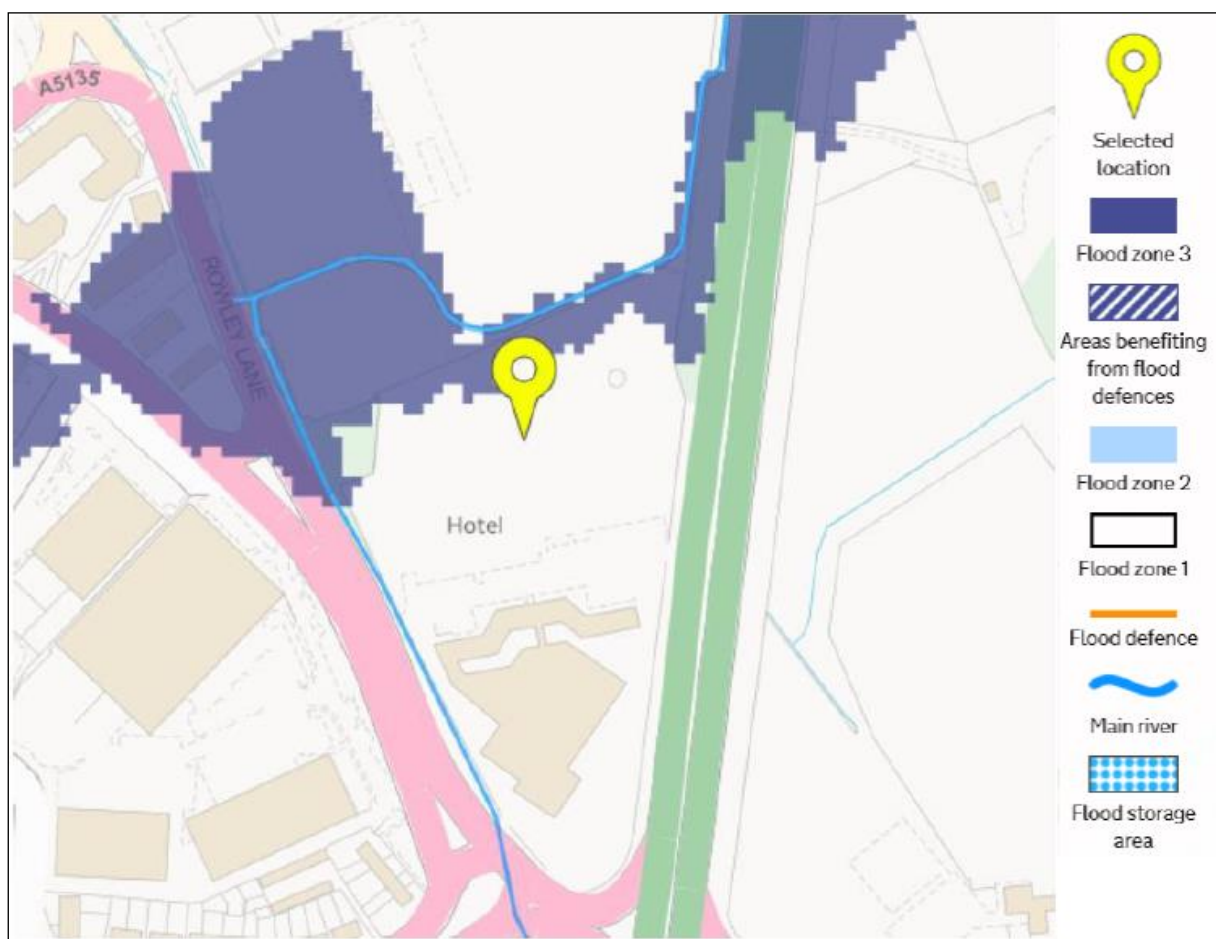 A5135
ROWLEY LANE
Hotel
Selected
location
Flood zone 3
Areas benefiting
from flood
defences
Flood zone 2
Flood zone 1
Flood defence
Main river
Flood storage
area